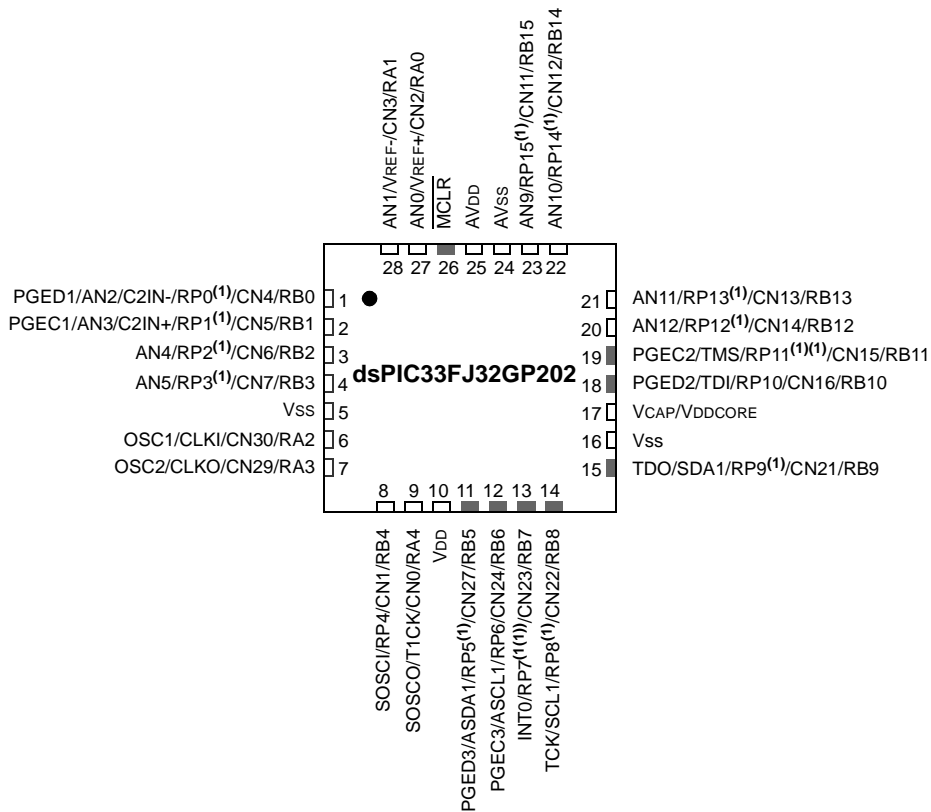 AN1/VREF-/CN3/RA1
AN0/VREF+/CN2/RA0
MCLR
AVDD
AVSS
AN9/RP15(1)/CN11/RB15
AN10/RP14(1)/CN12/RB14
28 27 26 25 24 23 22
PGED1/AN2/C2IN-/RP0(1)/CN4/RB0 1
PGEC1/AN3/C2IN+/RP1(1)/CN5/RB1 2
AN4/RP2(1)/CN6/RB2 3
AN5/RP3(1)/CN7/RB3 4
VSS 5
OSC1/CLKI/CN30/RA2 6
OSC2/CLKO/CN29/RA3 7
dsPIC33FJ32GP202
21 AN11/RP13(1)/CN13/RB13
20 AN12/RP12(1)/CN14/RB12
19 PGEC2/TMS/RP11(1)(1)/CN15/RB11
18 PGED2/TDI/RP10/CN16/RB10
17 VCAP/VDDCORE
16 VSS
15 TDO/SDA1/RP9(1)/CN21/RB9
8 9 10 11 12 13 14
SOSCI/RP4/CN1/RB4
SOSCO/T1CK/CN0/RA4
VDD
PGED3/ASDA1/RP5(1)/CN27/RB5
PGEC3/ASCL1/RP6/CN24/RB6
INT0/RP7(1(1))/CN23/RB7
TCK/SCL1/RP8(1)/CN22/RB8